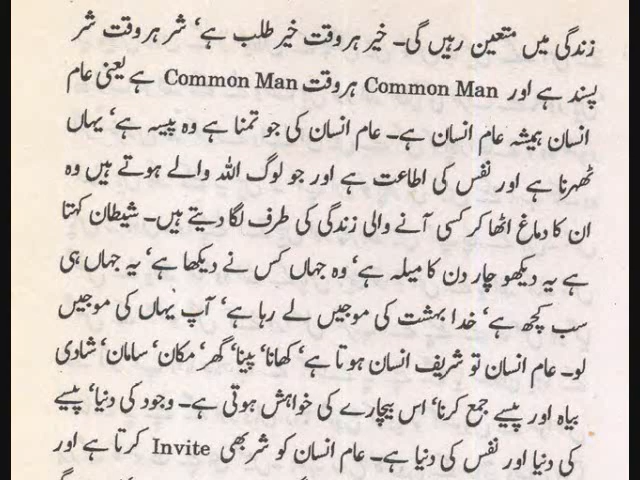 زندگی میں متعین رہیں گی۔ خیر ہر وقت خیر طلب ہے‘ شر ہر وقت شر
پسند ہے اور Common Man ہر وقت Common Man ہے یعنی عام
انسان ہمیشہ عام انسان ہے۔ عام انسان کی جو تمنا ہے وہ پیسہ ہے‘ یہاں
ٹھہرنا ہے اور نفس کی اطاعت ہے اور جو لوگ اللہ والے ہوتے ہیں وہ
ان کا دماغ اٹھا کر کسی آنے والی زندگی کی طرف لگا دیتے ہیں۔ شیطان کہتا
ہے یہ دیکھو چار دن کا میلہ ہے‘ وہ جہاں کس نے دیکھا ہے‘ یہ جہاں ہی
سب کچھ ہے‘ خدا بہشت کی موجیں لے رہا ہے‘ آپ یہاں کی موجیں
لو۔ عام انسان تو شریف انسان ہوتا ہے‘ کھانا‘ پینا‘ گھر‘ مکان‘ سامان‘ شادی
بیاہ اور پیسے جمع کرنا‘ اس بیچارے کی خواہش ہوتی ہے۔ وجود کی دنیا‘ پیسے
کی دنیا اور نفس کی دنیا ہے۔ عام انسان کو شر بھی Invite کرتا ہے اور